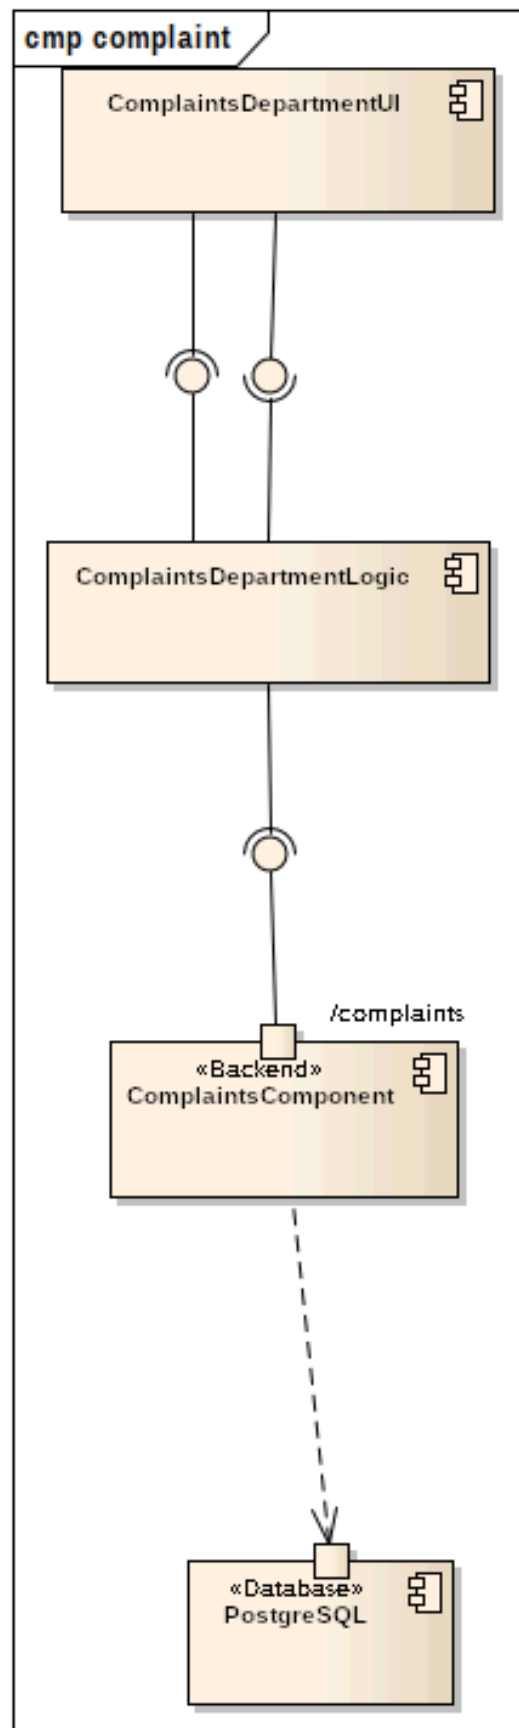 cmp complaint
ComplaintsDepartmentUI
ComplaintsDepartmentLogic
/complaints
«Backend»
ComplaintsComponent
«Database»
PostgreSQL